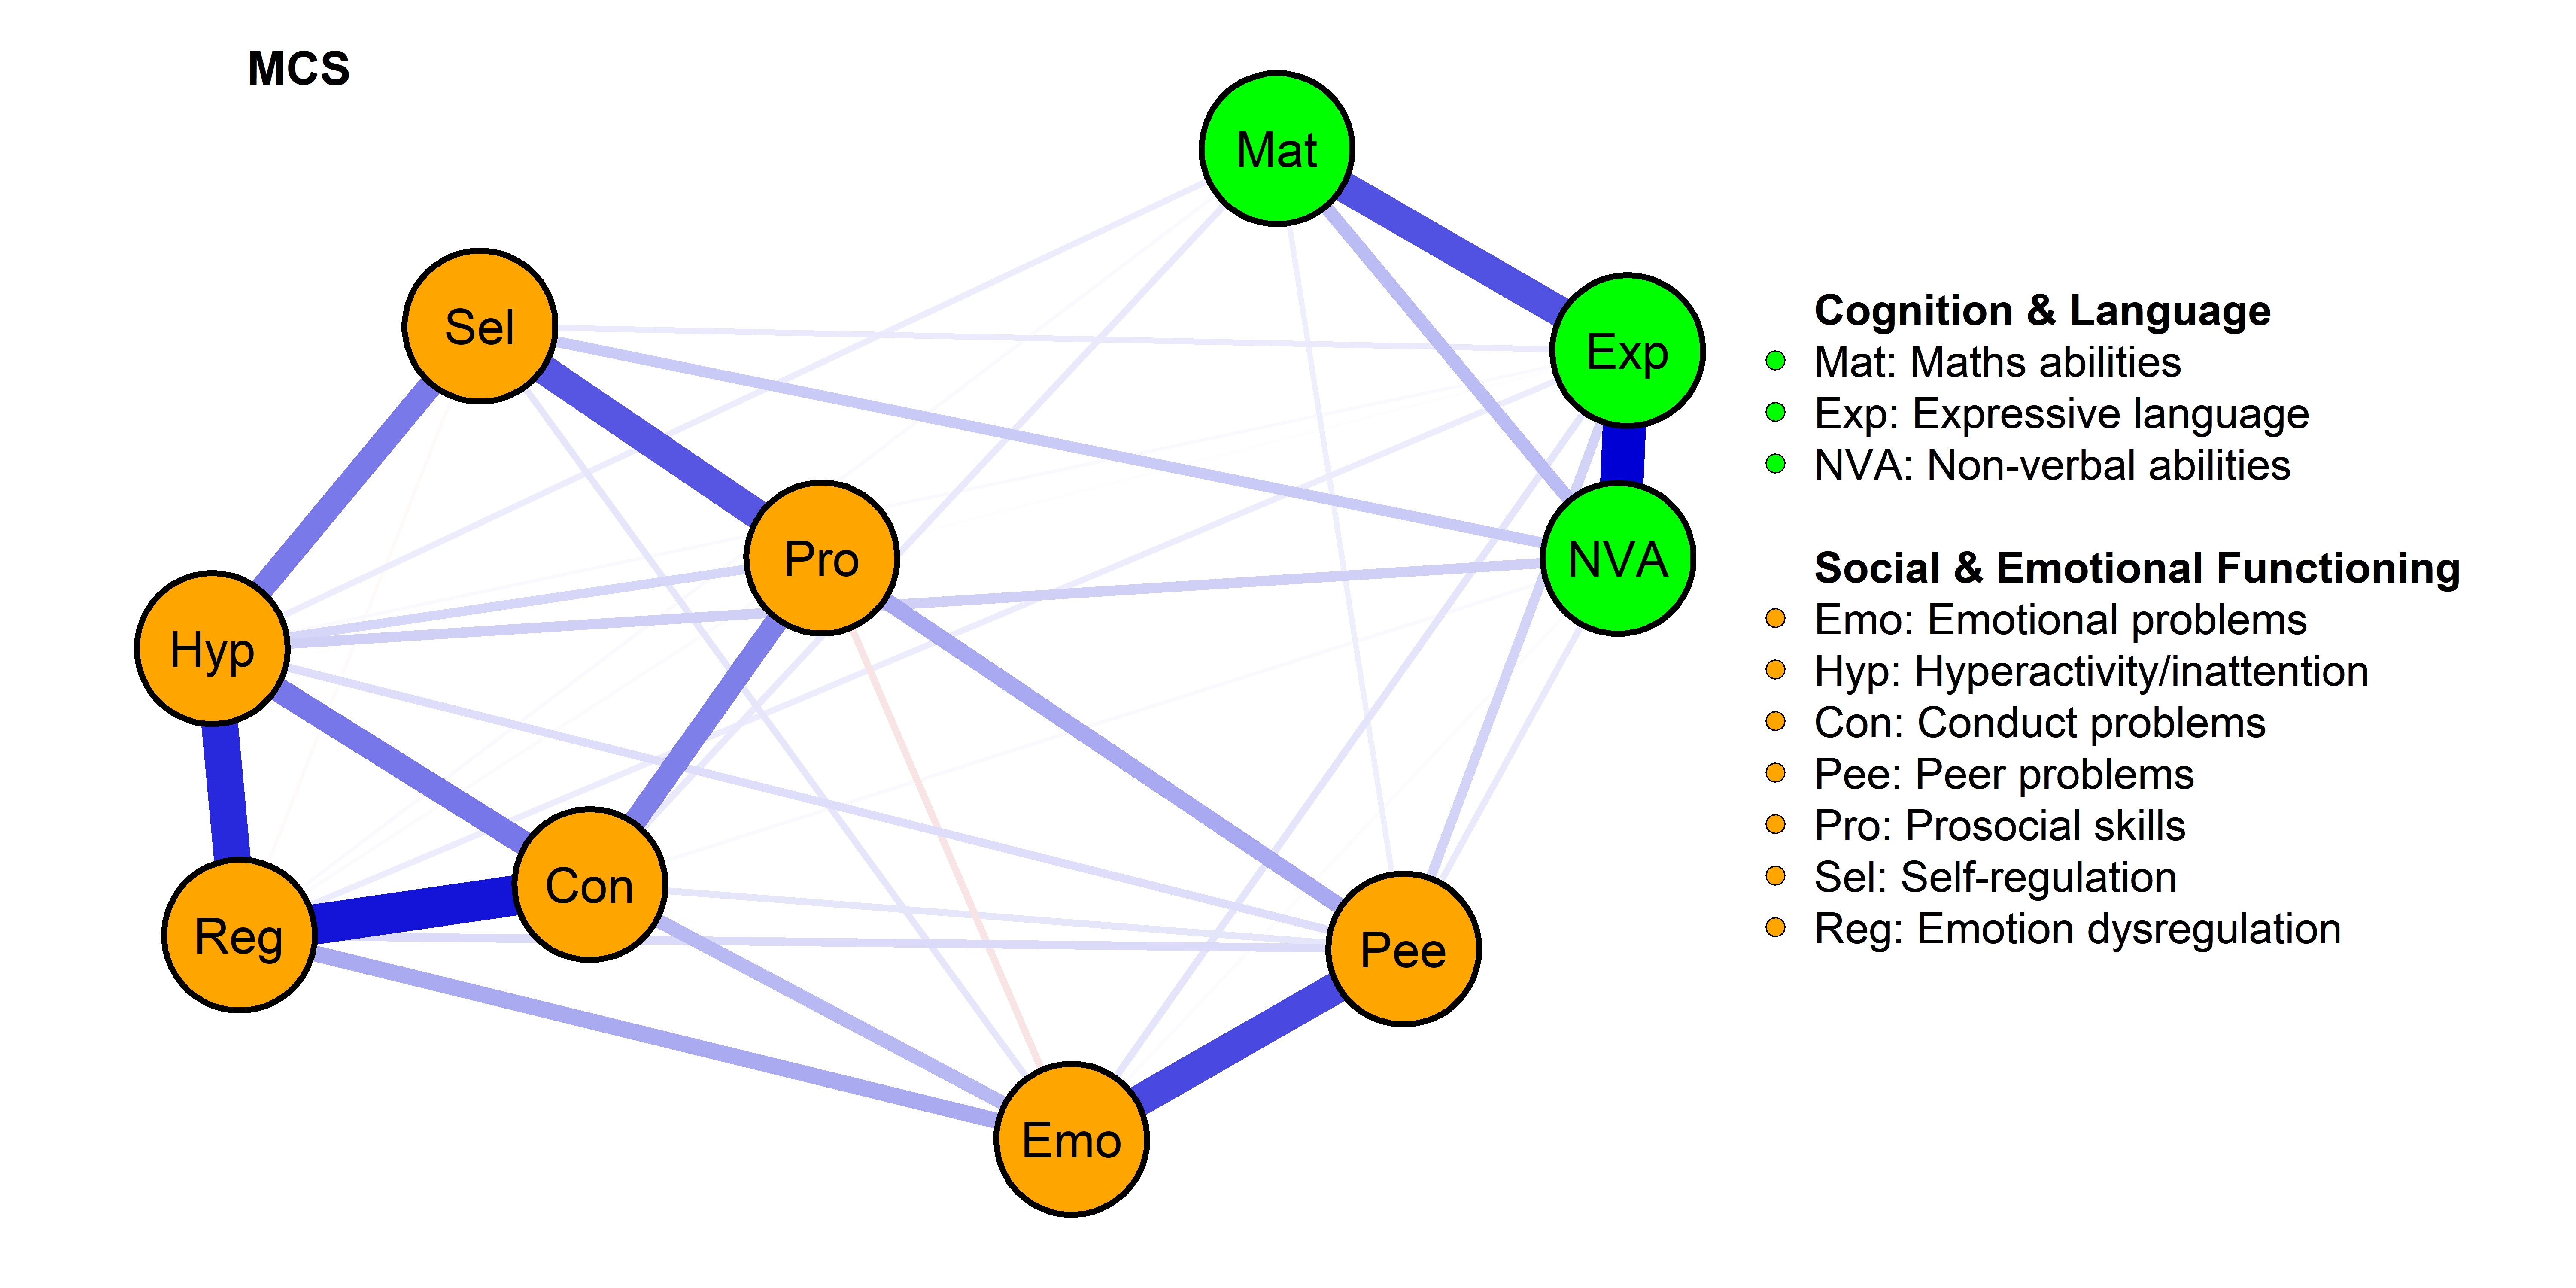 MCS
Mat
Exp
Sel
Pro
NVA
Hyp
Con
Reg
Pee
Emo
Cognition & Language
Mat: Maths abilities
Exp: Expressive language
NVA: Non-verbal abilities
Social & Emotional Functioning
Emo: Emotional problems
Hyp: Hyperactivity/inattention
Con: Conduct problems
Pee: Peer problems
Pro: Prosocial skills
Sel: Self-regulation
Reg: Emotion dysregulation